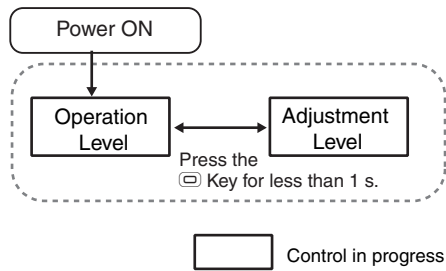 Power ON
Operation
Level
Adjustment
Level
Press the
Key for less than 1 s.
Control in progress